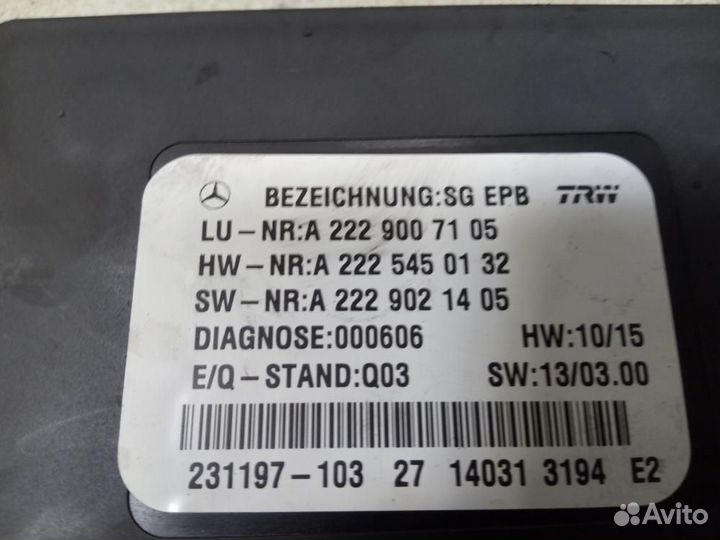 BEZEICHNUNG:SG EPB TRW
LU-NR:A 222 900 71 05
HW-NR:A 222 545 01 32
SW-NR:A 222 902 14 05
DIAGNOSE:000606 HW:10/15
E/Q-STAND:Q03 SW:13/03.00
231197-103 27 14031 3194 E2
Avito